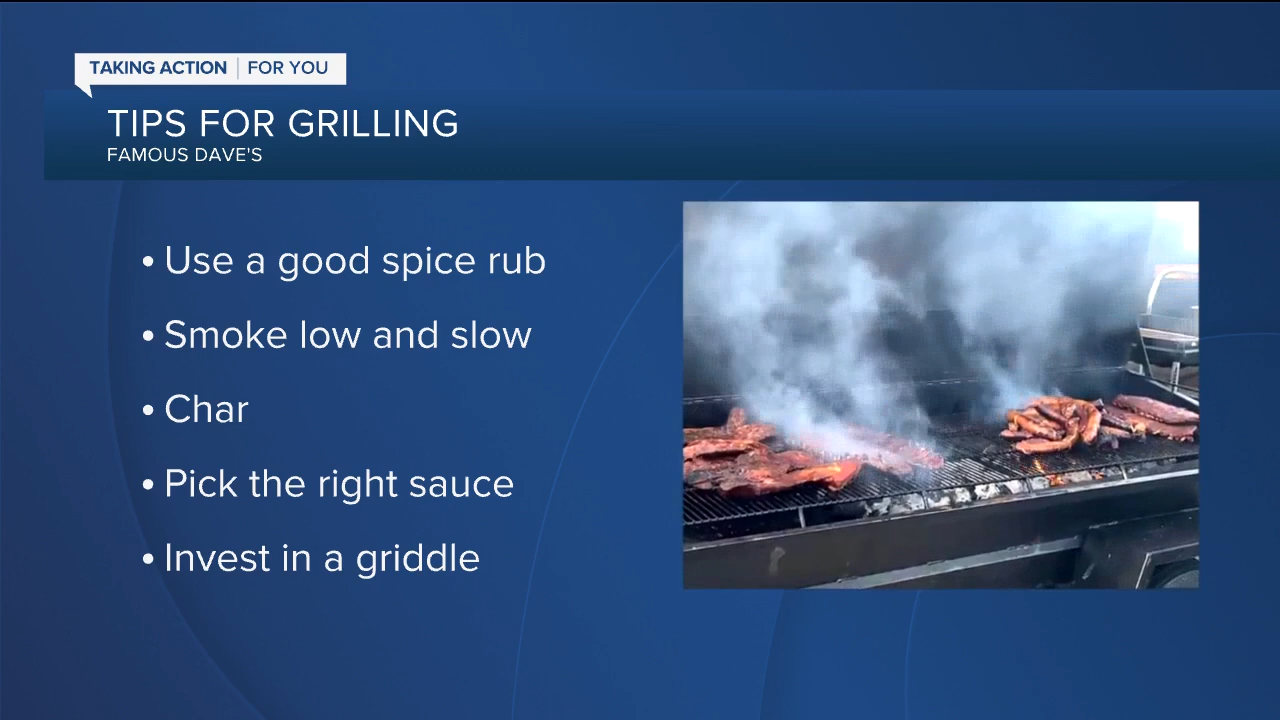 TAKING ACTION | FOR YOU
TIPS FOR GRILLING
FAMOUS DAVE'S
• Use a good spice rub
• Smoke low and slow
• Char
• Pick the right sauce
• Invest in a griddle